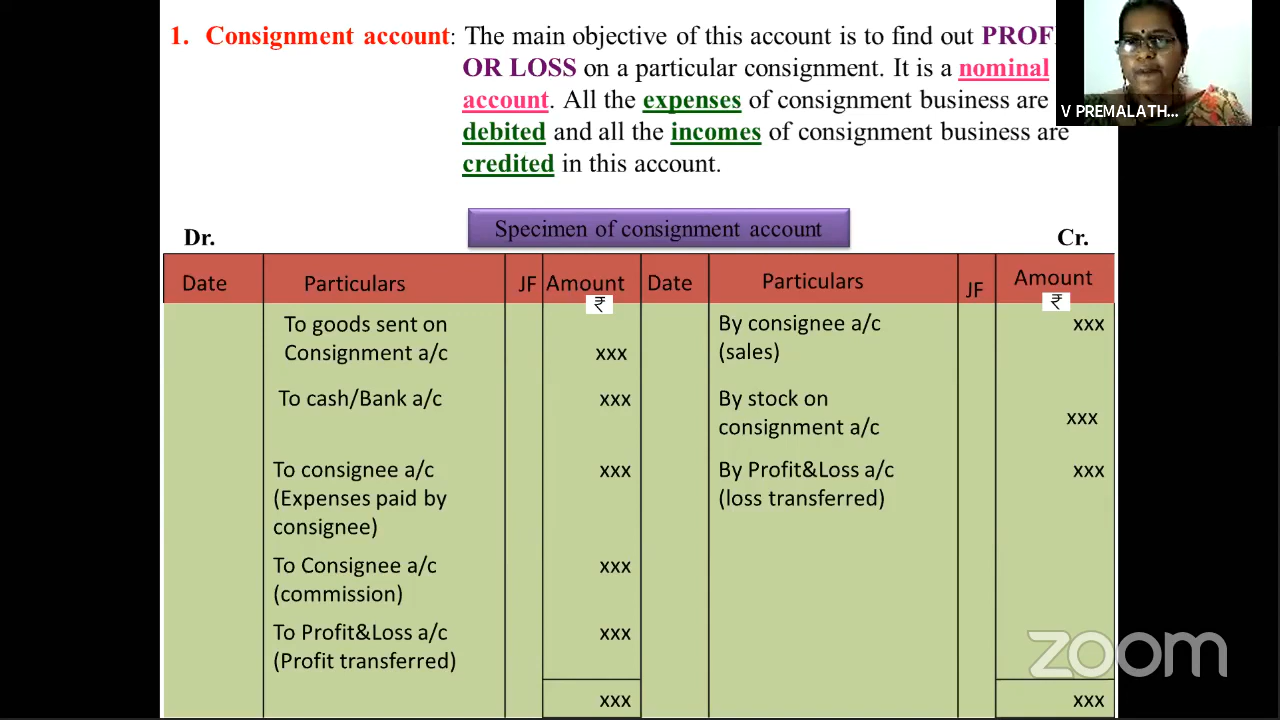 1. Consignment account: The main objective of this account is to find out PROF
OR LOSS on a particular consignment. It is a nominal
account. All the expenses of consignment business are
debited and all the incomes of consignment business are
credited in this account.
V PREMALATH...
Specimen of consignment account
Dr.
Cr.
Date Particulars JF Amount ₹ Date Particulars JF Amount ₹
To goods sent on
Consignment a/c xxx
By consignee a/c xxx
(sales)
To cash/Bank a/c xxx
By stock on
consignment a/c xxx
To consignee a/c xxx
(Expenses paid by
consignee)
By Profit&Loss a/c xxx
(loss transferred)
To Consignee a/c xxx
(commission)
To Profit&Loss a/c xxx
(Profit transferred)
xxx xxx
zoom